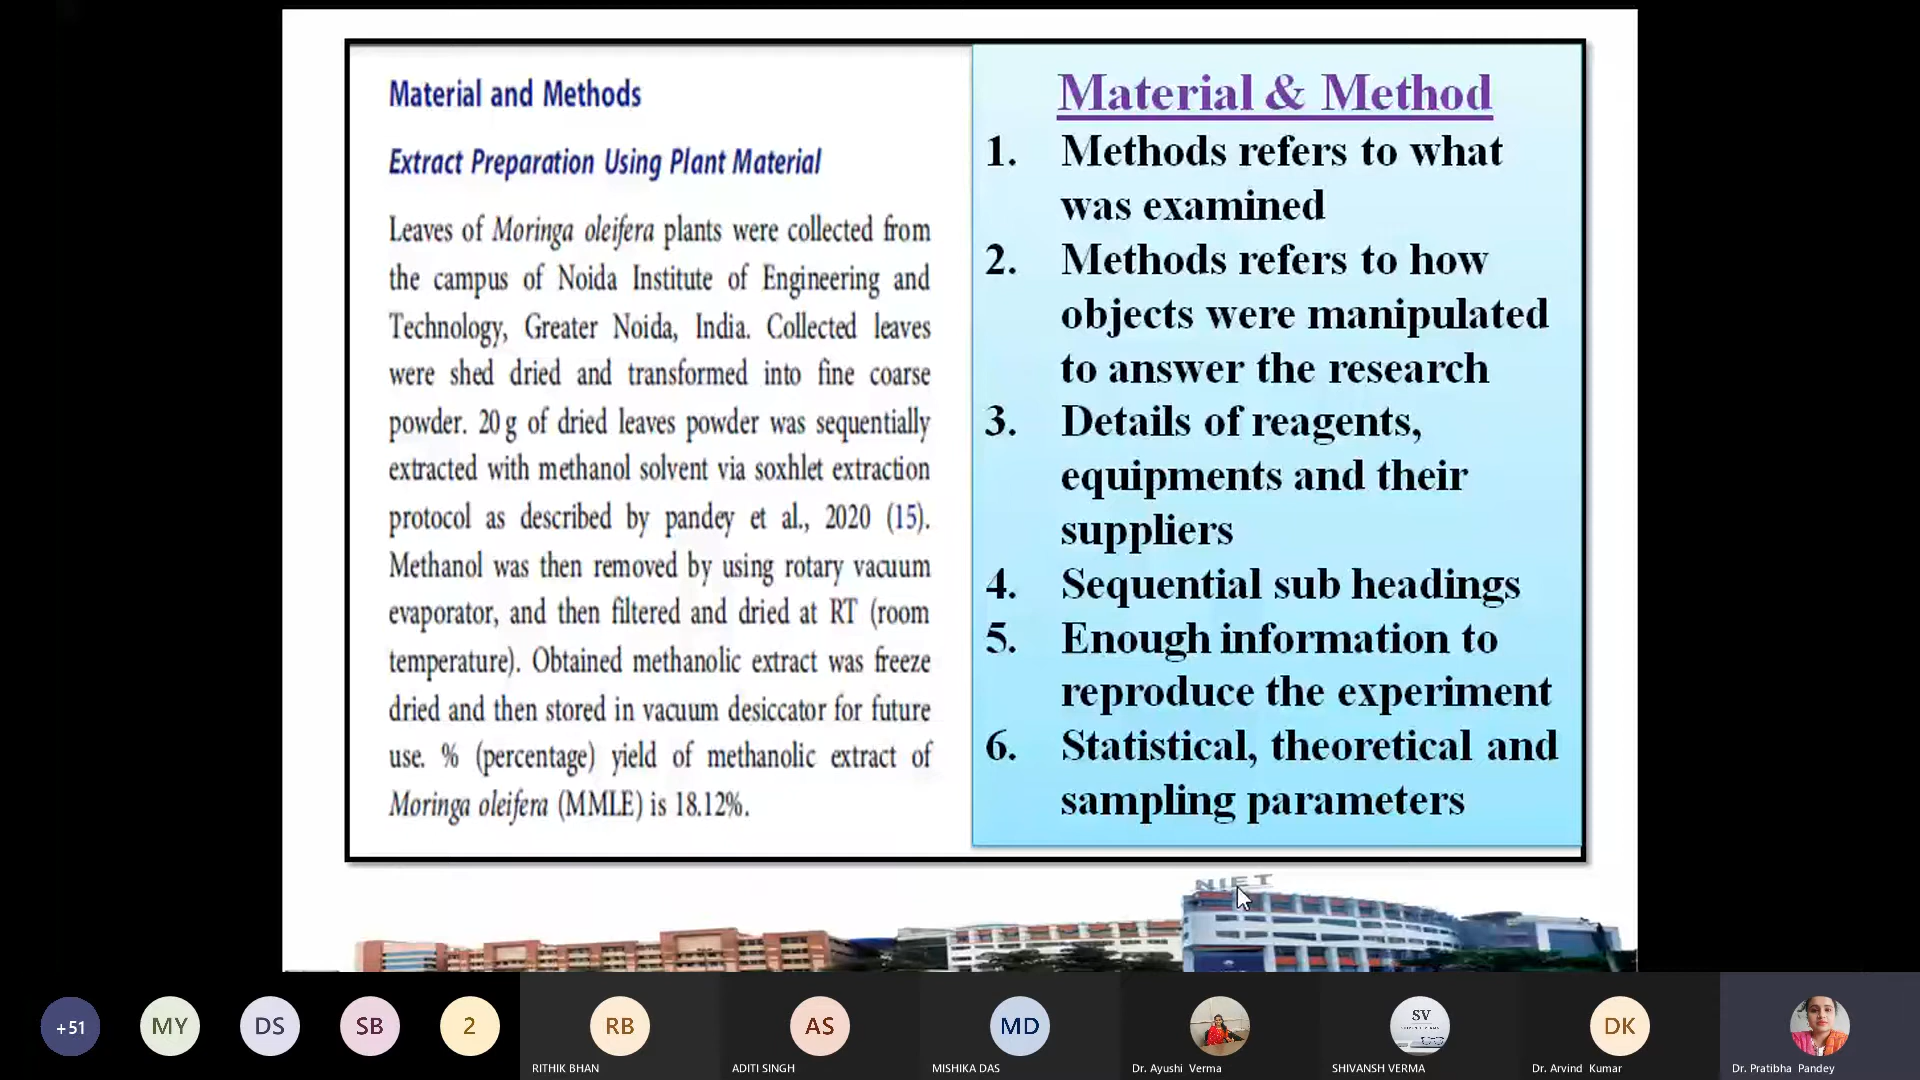 Material and Methods
Extract Preparation Using Plant Material
Leaves of Moringa oleifera plants were collected from
the campus of Noida Institute of Engineering and
Technology, Greater Noida, India. Collected leaves
were shed dried and transformed into fine coarse
powder. 20 g of dried leaves powder was sequentially
extracted with methanol solvent via soxhlet extraction
protocol as described by pandey et al., 2020 (15).
Methanol was then removed by using rotary vacuum
evaporator, and then filtered and dried at RT (room
temperature). Obtained methanolic extract was freeze
dried and then stored in vacuum desiccator for future
use. % (percentage) yield of methanolic extract of
Moringa oleifera (MMLE) is 18.12%.
Material & Method
1. Methods refers to what
was examined
2. Methods refers to how
objects were manipulated
to answer the research
3. Details of reagents,
equipments and their
suppliers
4. Sequential sub headings
5. Enough information to
reproduce the experiment
6. Statistical, theoretical and
sampling parameters
NIET
+51
MY
DS
SB
2
RB
RITHIK BHAN
AS
ADITI SINGH
MD
MISHIKA DAS
Dr. Ayushi Verma
SV
SHIVANSH VERMA
DK
Dr. Arvind Kumar
Dr. Pratibha Pandey